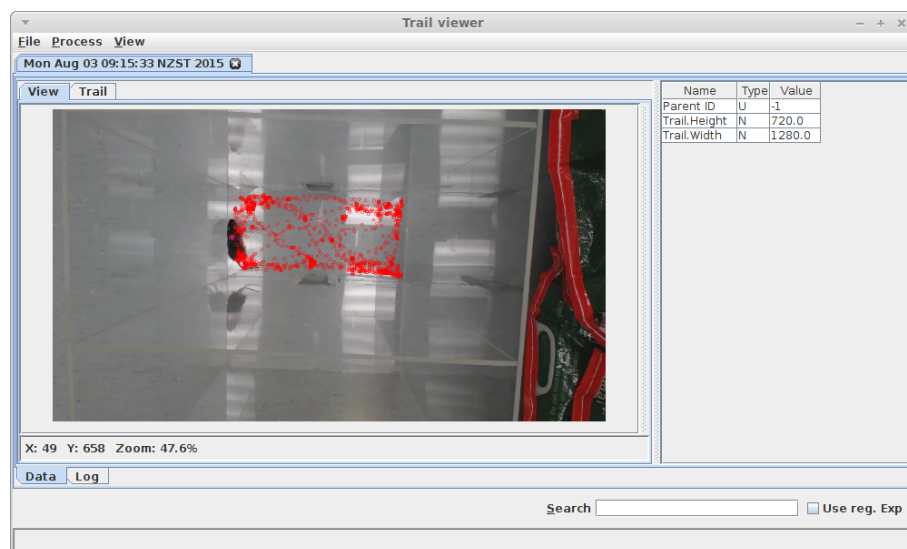 Trail viewer
File Process View
Mon Aug 03 09:15:33 NZST 2015
View Trail
Name Type Value
Parent ID U -1
Trail.Height N 720.0
Trail.Width N 1280.0
X: 49 Y: 658 Zoom: 47.6%
Data Log
Search Use reg. Exp